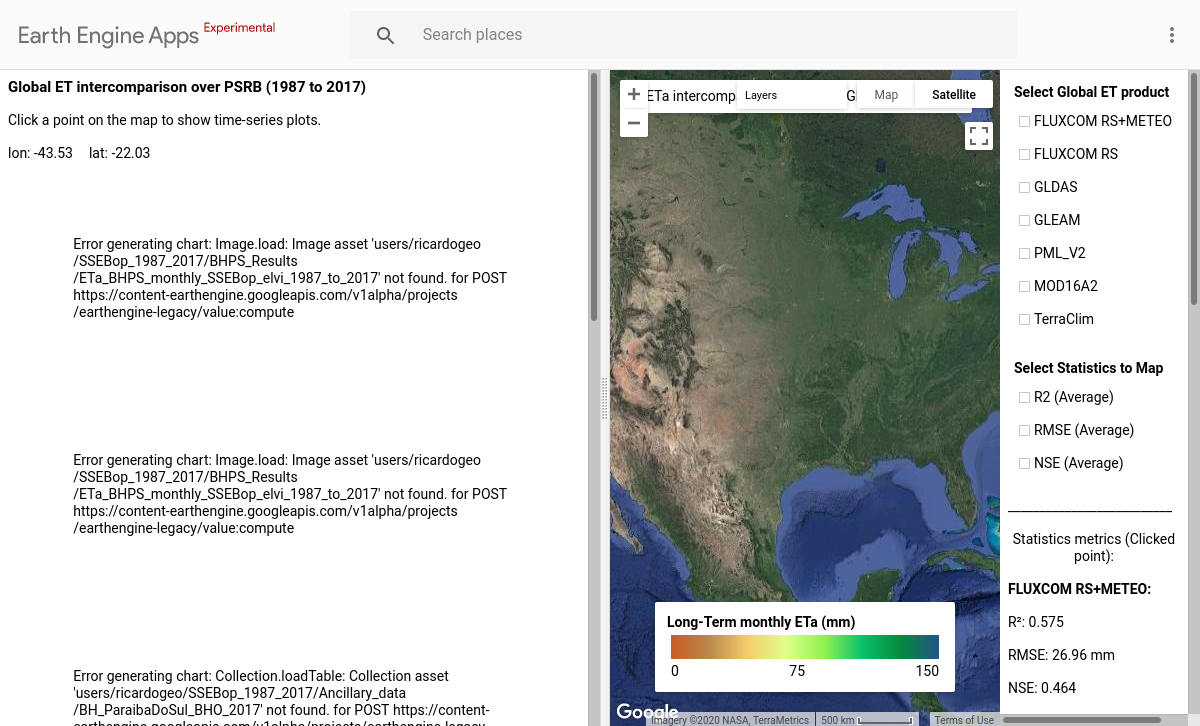 Earth Engine Apps Experimental
Search places
Global ET intercomparison over PSRB (1987 to 2017)
Click a point on the map to show time-series plots.
lon: -43.53 lat: -22.03
Error generating chart: Image.load: Image asset 'users/ricardogeo
/SSEBop_1987_2017/BHPS_Results
/ETa_BHPS_monthly_SSEBop_elvi_1987_to_2017' not found. for POST
https://content-earthengine.googleapis.com/v1alpha/projects
/earthengine-legacy/value:compute
Error generating chart: Image.load: Image asset 'users/ricardogeo
/SSEBop_1987_2017/BHPS_Results
/ETa_BHPS_monthly_SSEBop_elvi_1987_to_2017' not found. for POST
https://content-earthengine.googleapis.com/v1alpha/projects
/earthengine-legacy/value:compute
Error generating chart: Collection.loadTable: Collection asset
'users/ricardogeo/SSEBop_1987_2017/Ancillary_data
/BH_ParaibaDoSul_BHO_2017' not found. for POST https://content-
earthengine.googleapis.com/v1alpha/projects/earthengine-legacy
ETa intercomp
Layers
G
Map
Satellite
Long-Term monthly ETa (mm)
0 75 150
Google
Imagery ©2020 NASA, TerraMetrics
500 km
Terms of Use
Select Global ET product
FLUXCOM RS+METEO
FLUXCOM RS
GLDAS
GLEAM
PML_V2
MOD16A2
TerraClim
Select Statistics to Map
R2 (Average)
RMSE (Average)
NSE (Average)
Statistics metrics (Clicked
point):
FLUXCOM RS+METEO:
R²: 0.575
RMSE: 26.96 mm
NSE: 0.464